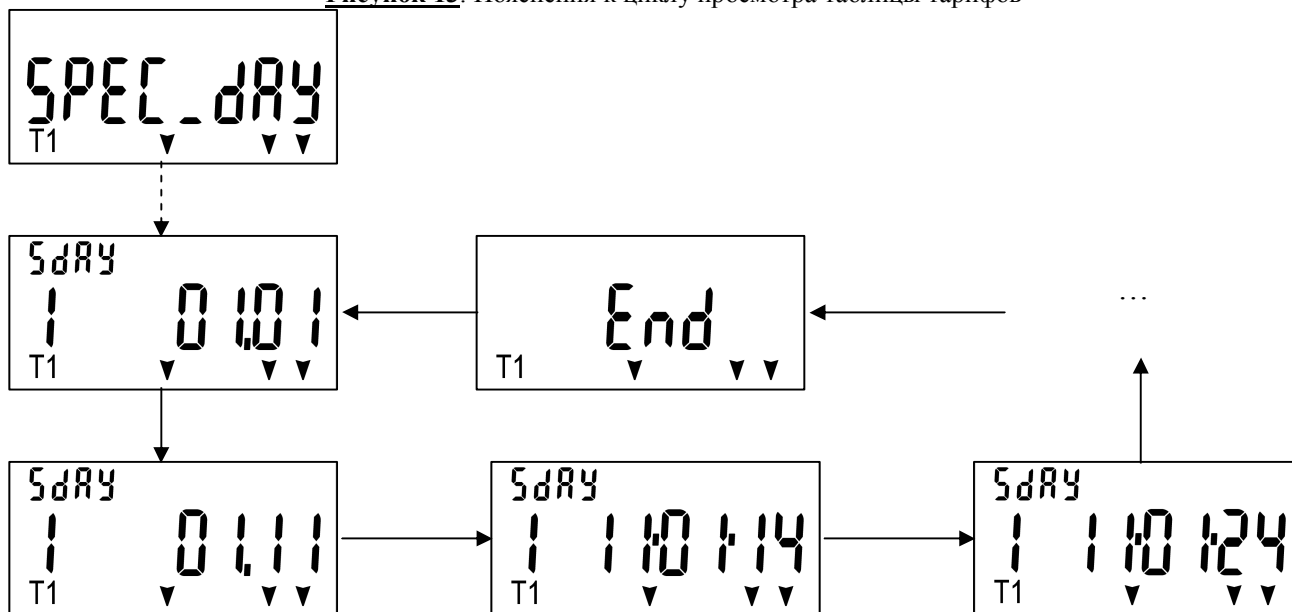 Рисунок . Пояснения к циклу просмотра таблицы тарифов
SPEC_dAY
T1
SdAY
1 01.01
T1
End
T1
...
SdAY
1 01.11
T1
SdAY
1 11:01:14
T1
SdAY
1 11:01:24
T1